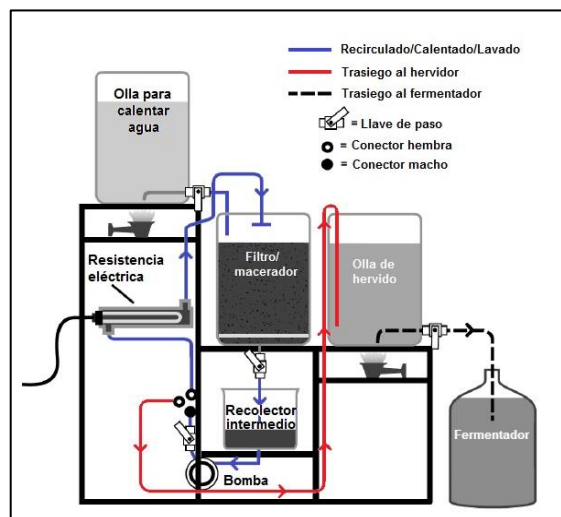 Recirculado/Calentado/Lavado
Trasiego al hervidor
Trasiego al fermentador
= Llave de paso
= Conector hembra
= Conector macho
Olla para
calentar
agua
Resistencia
eléctrica
Filtro/
macerador
Olla de
hervido
Recolector
intermedio
Bomba
Fermentador